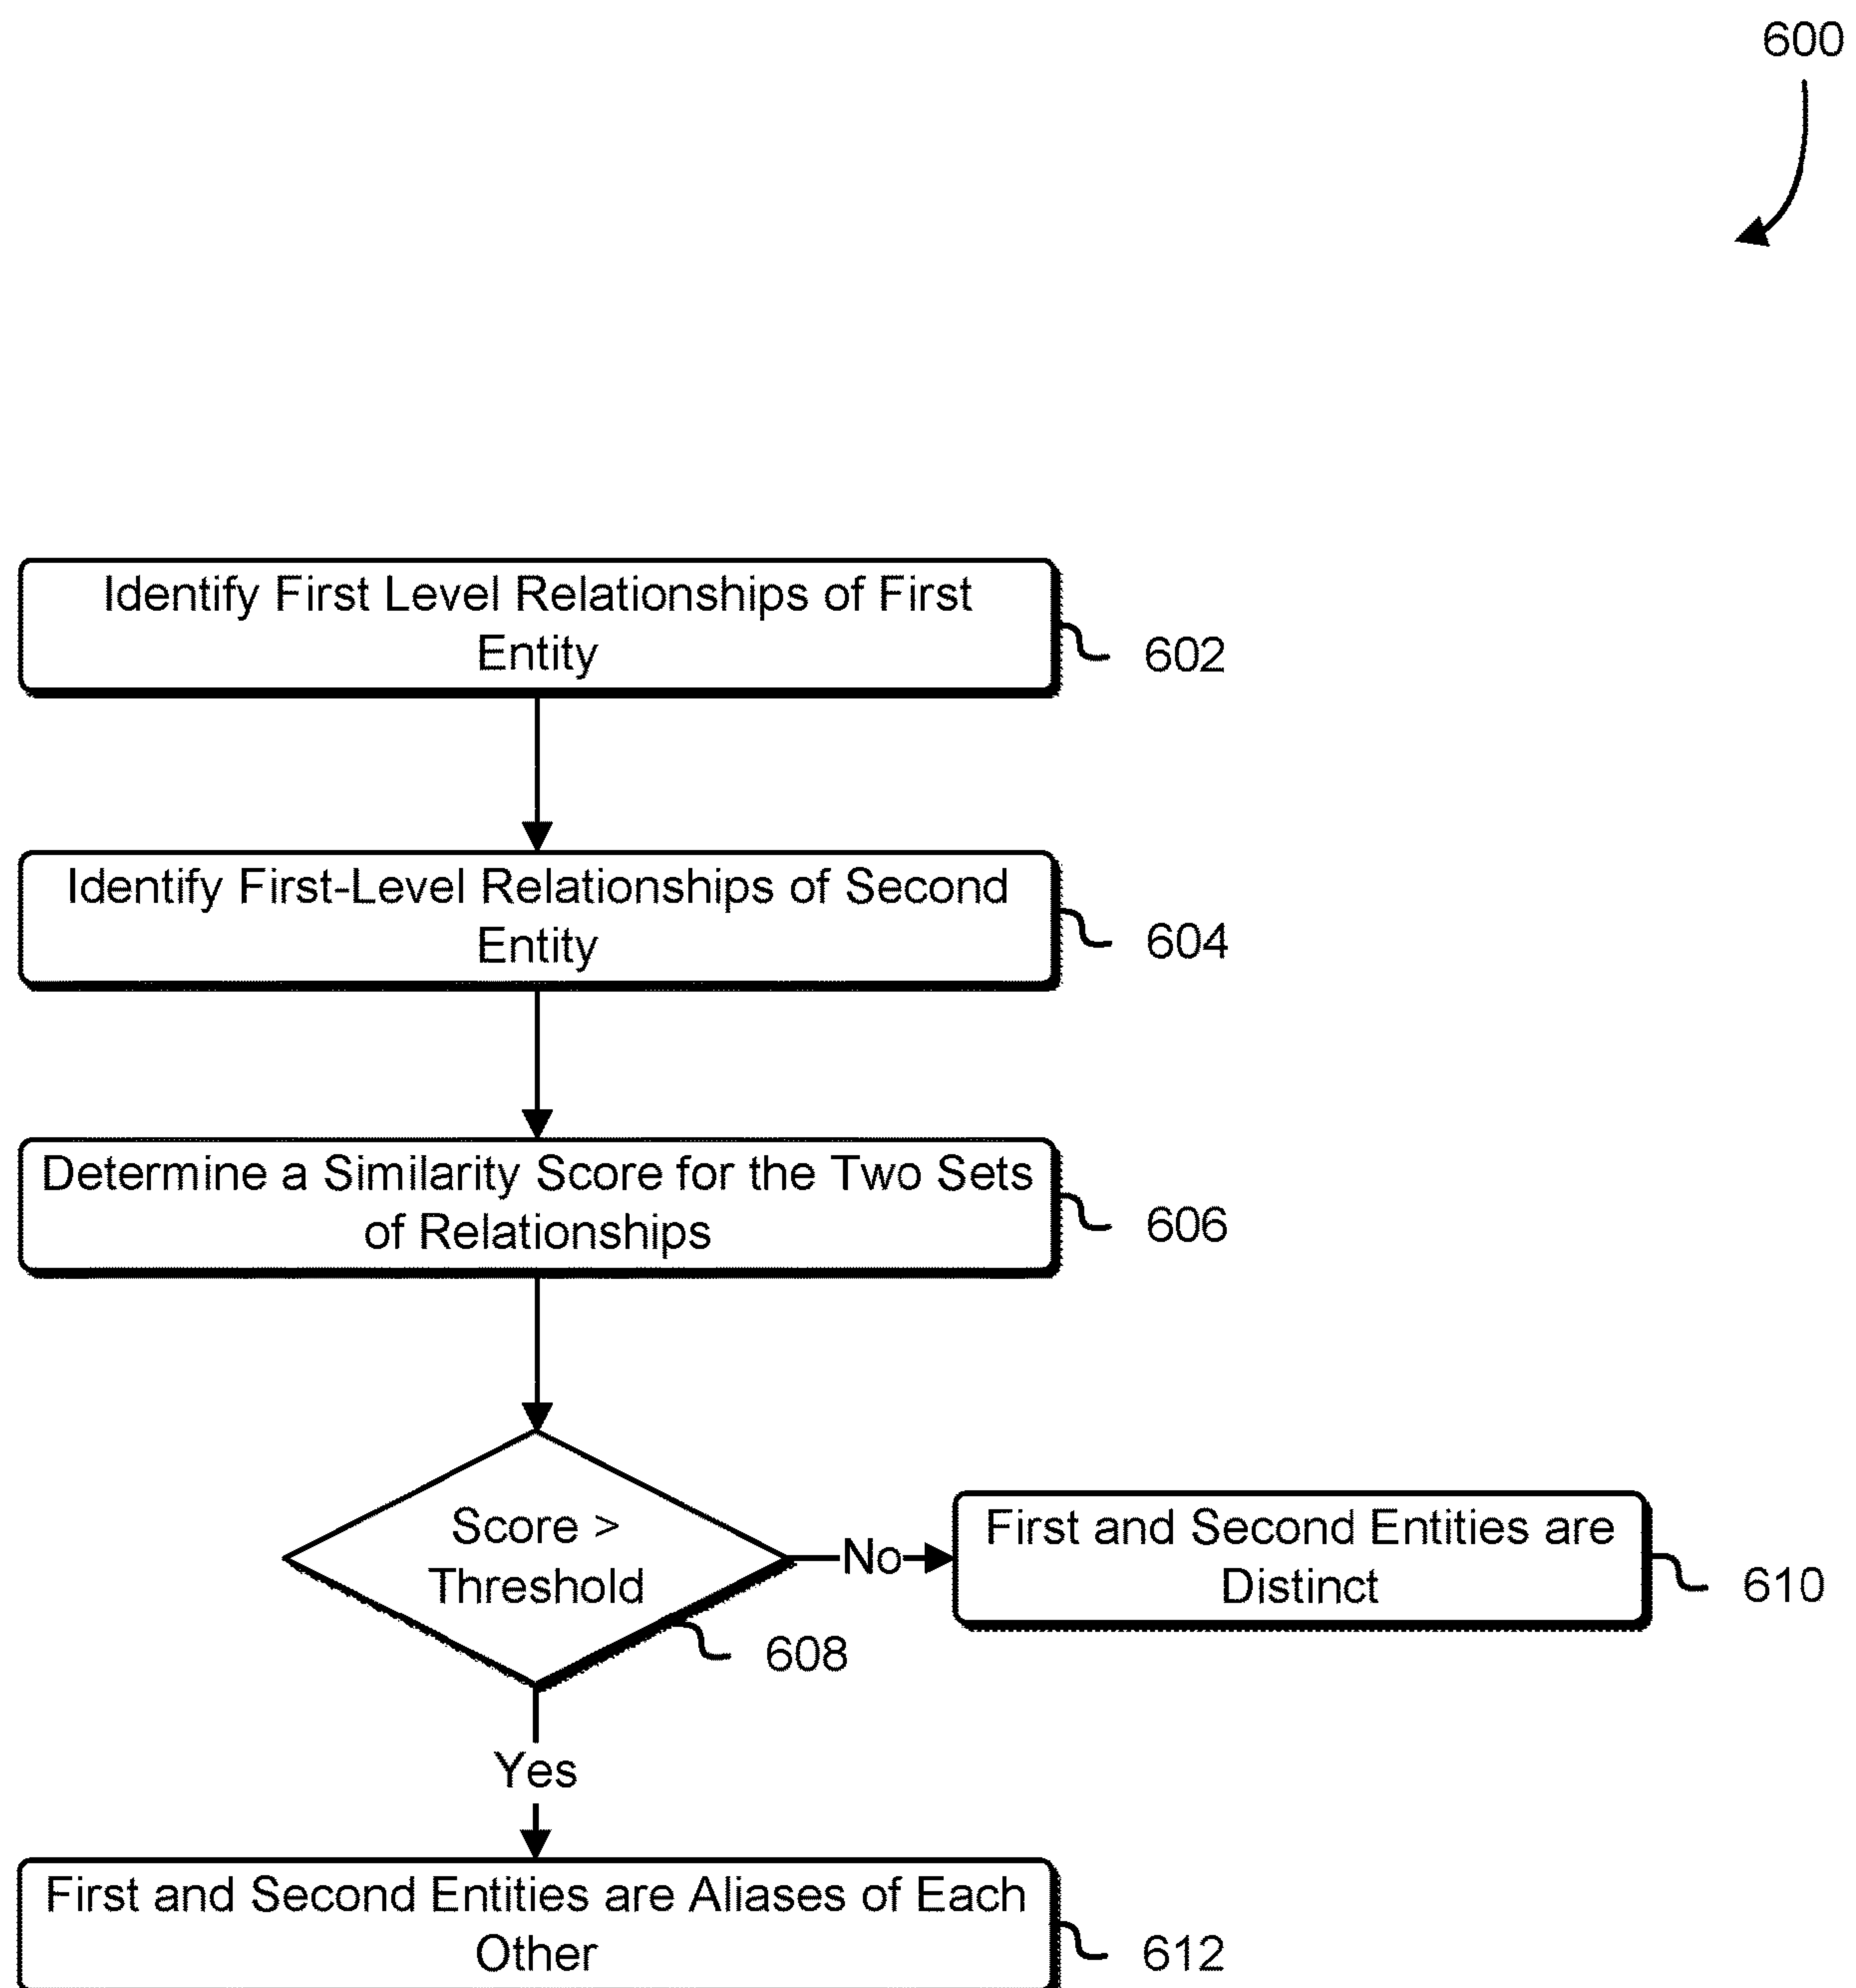 600
Identify First Level Relationships of First
Entity
602
Identify First-Level Relationships of Second
Entity
604
Determine a Similarity Score for the Two Sets
of Relationships
606
Score >
Threshold
608
No
First and Second Entities are
Distinct
610
Yes
First and Second Entities are Aliases of Each
Other
612